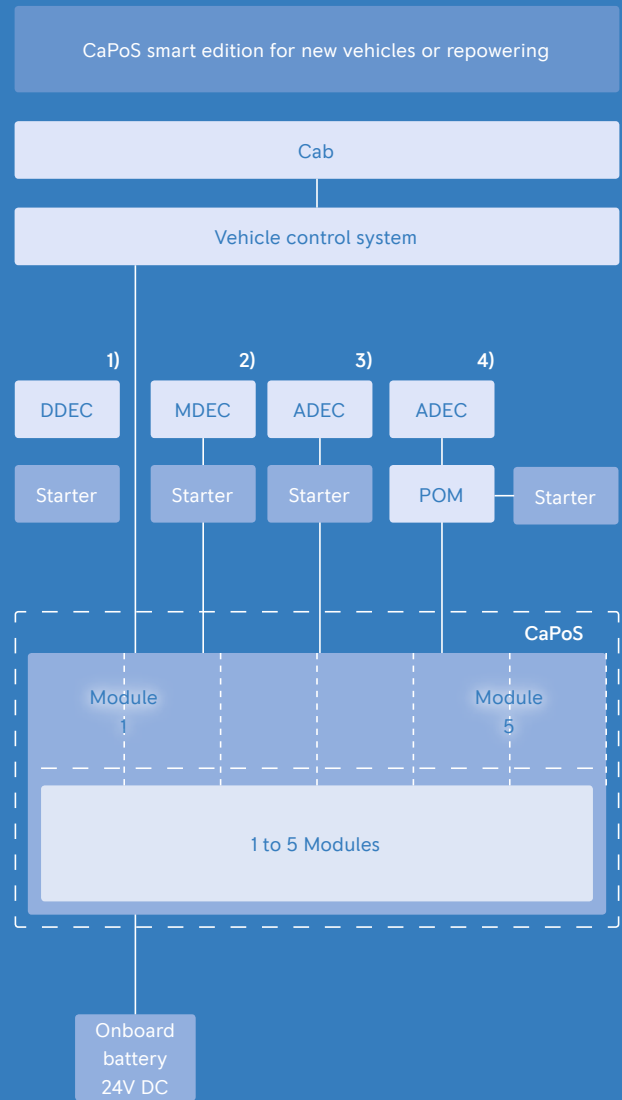 CaPoS smart edition for new vehicles or repowering
Cab
Vehicle control system
1)
2)
3)
4)
DDEC
MDEC
ADEC
ADEC
Starter
Starter
Starter
POM
Starter
CaPoS
Module
1
Module
5
1 to 5 Modules
Onboard
battery
24V DC